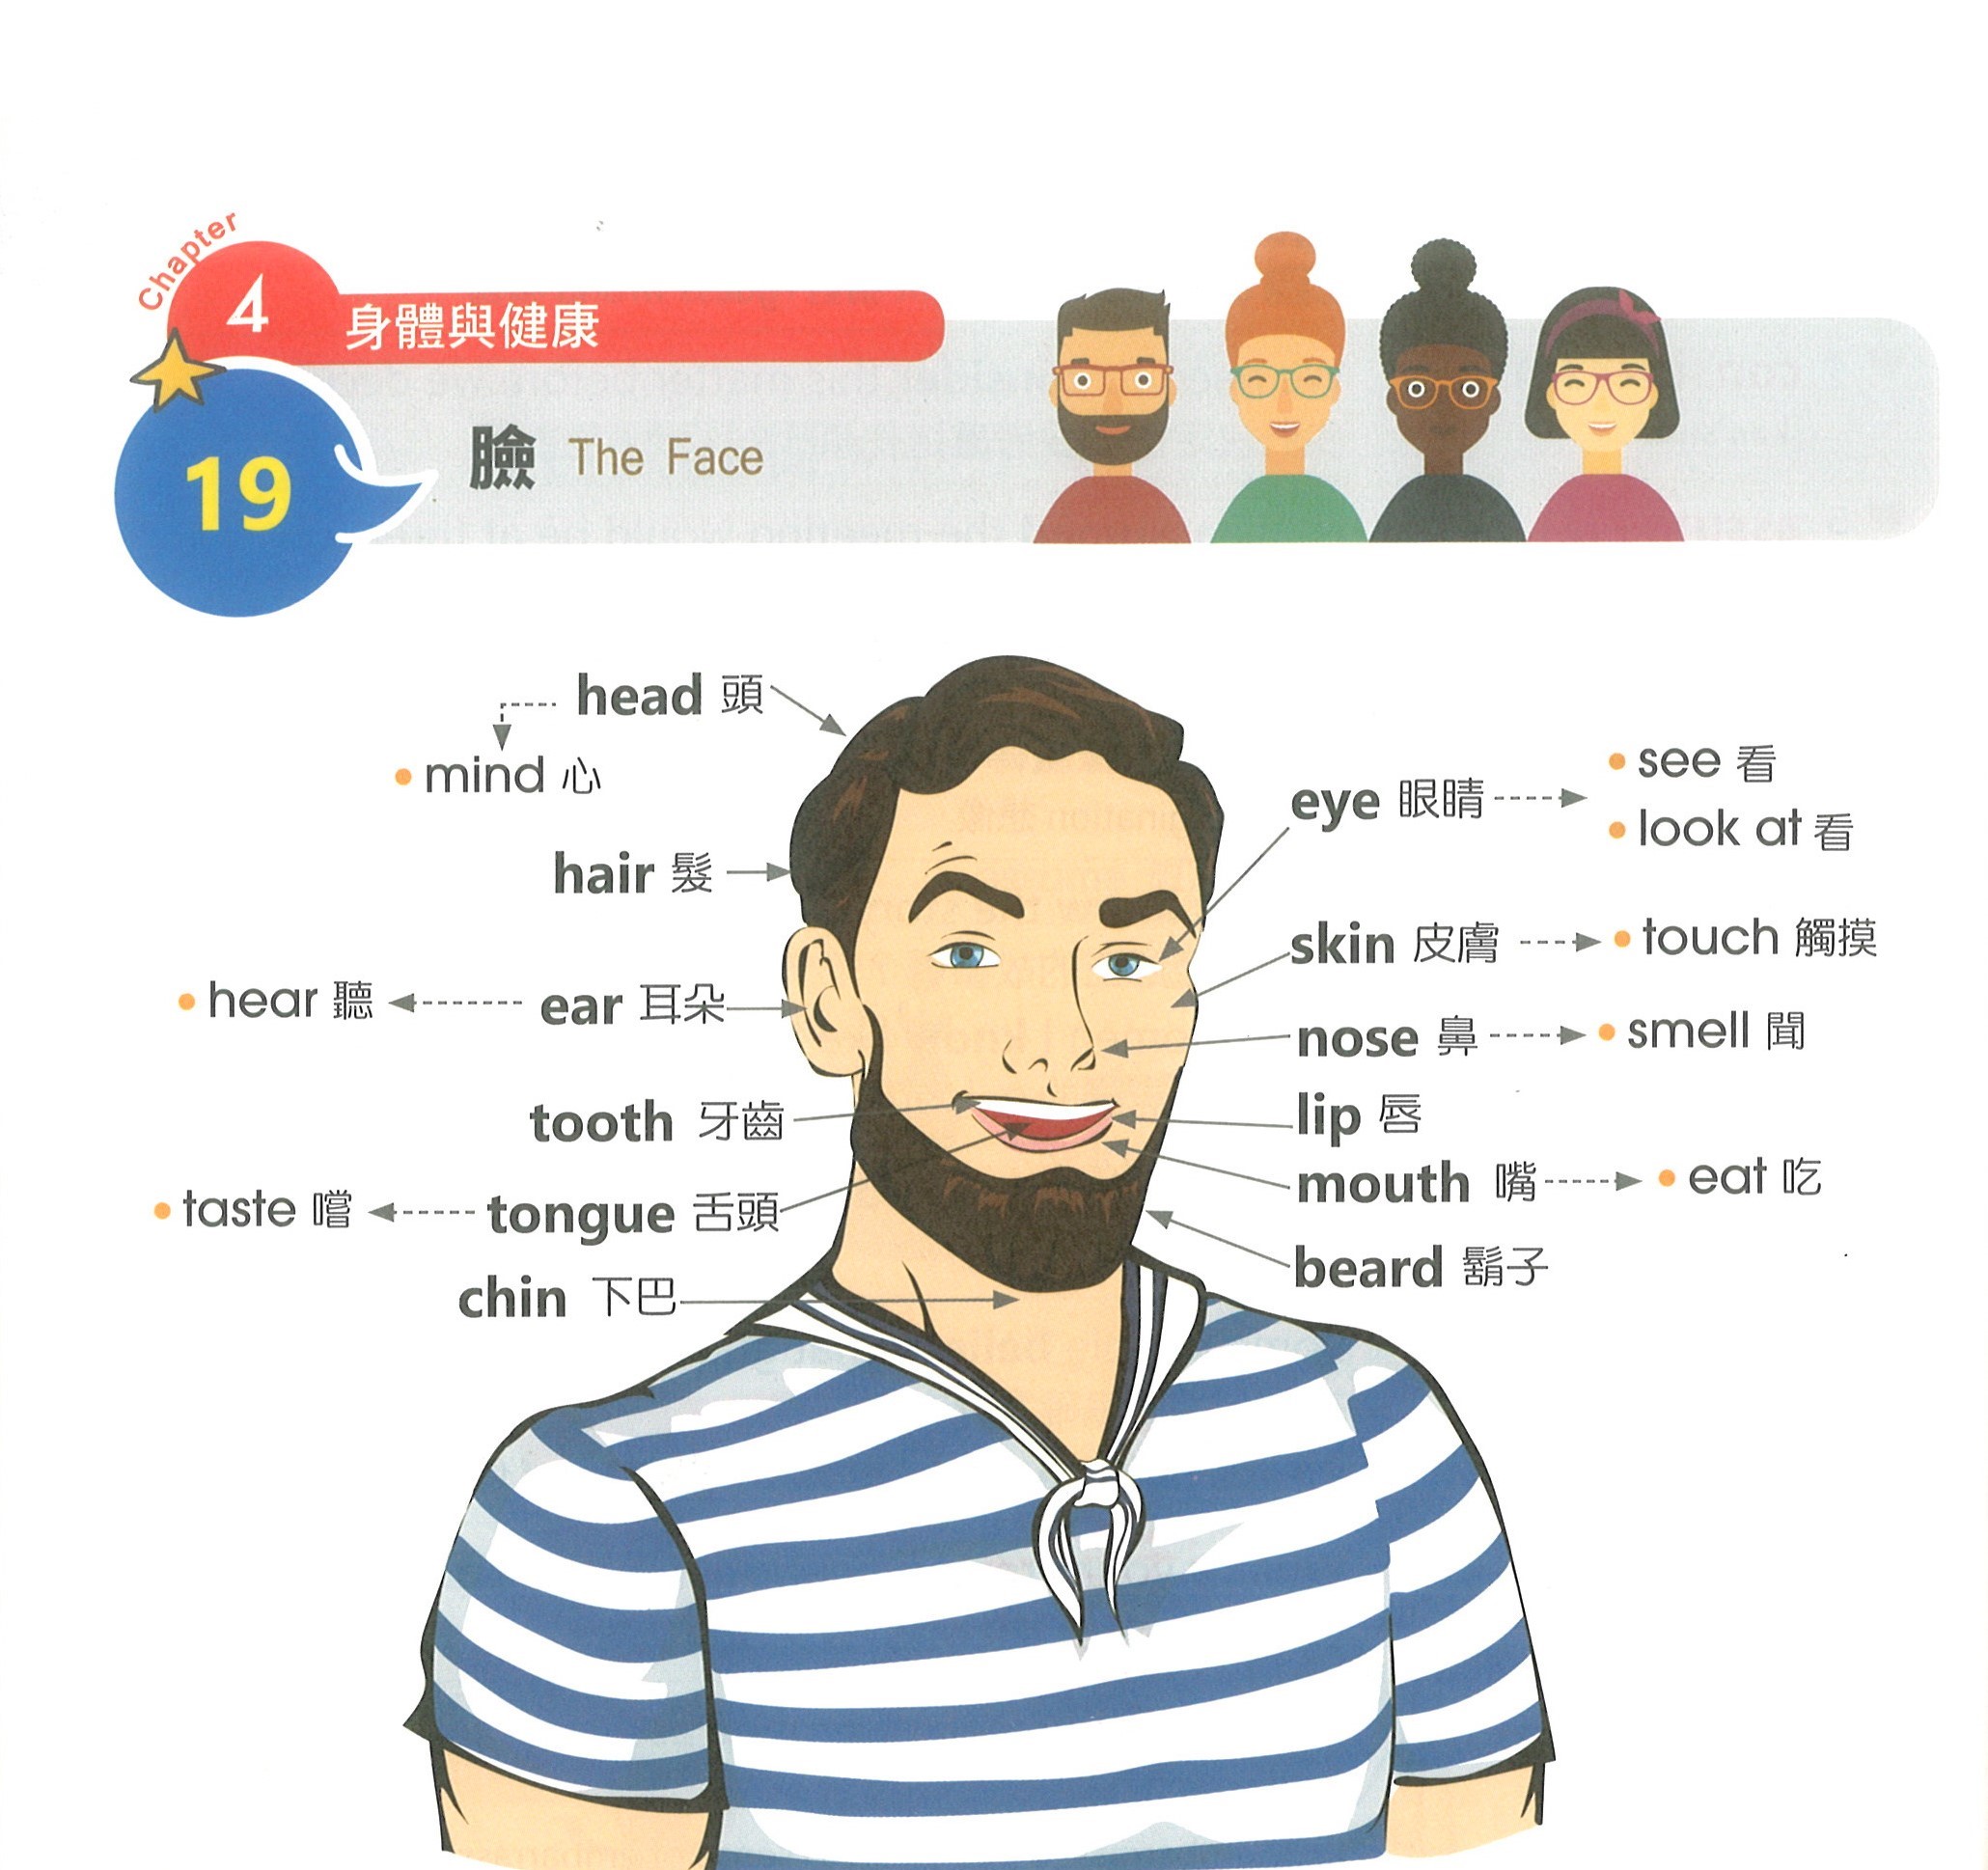 Chapter
4 身體與健康
19 臉 The Face
head 頭
mind 心
hair 髮
hear 聽
ear 耳朵
tooth 牙齒
taste 嚐
tongue 舌頭
chin 下巴
eye 眼睛
see 看
look at 看
skin 皮膚
touch 觸摸
nose 鼻
smell 聞
lip 唇
mouth 嘴
eat 吃
beard 鬍子